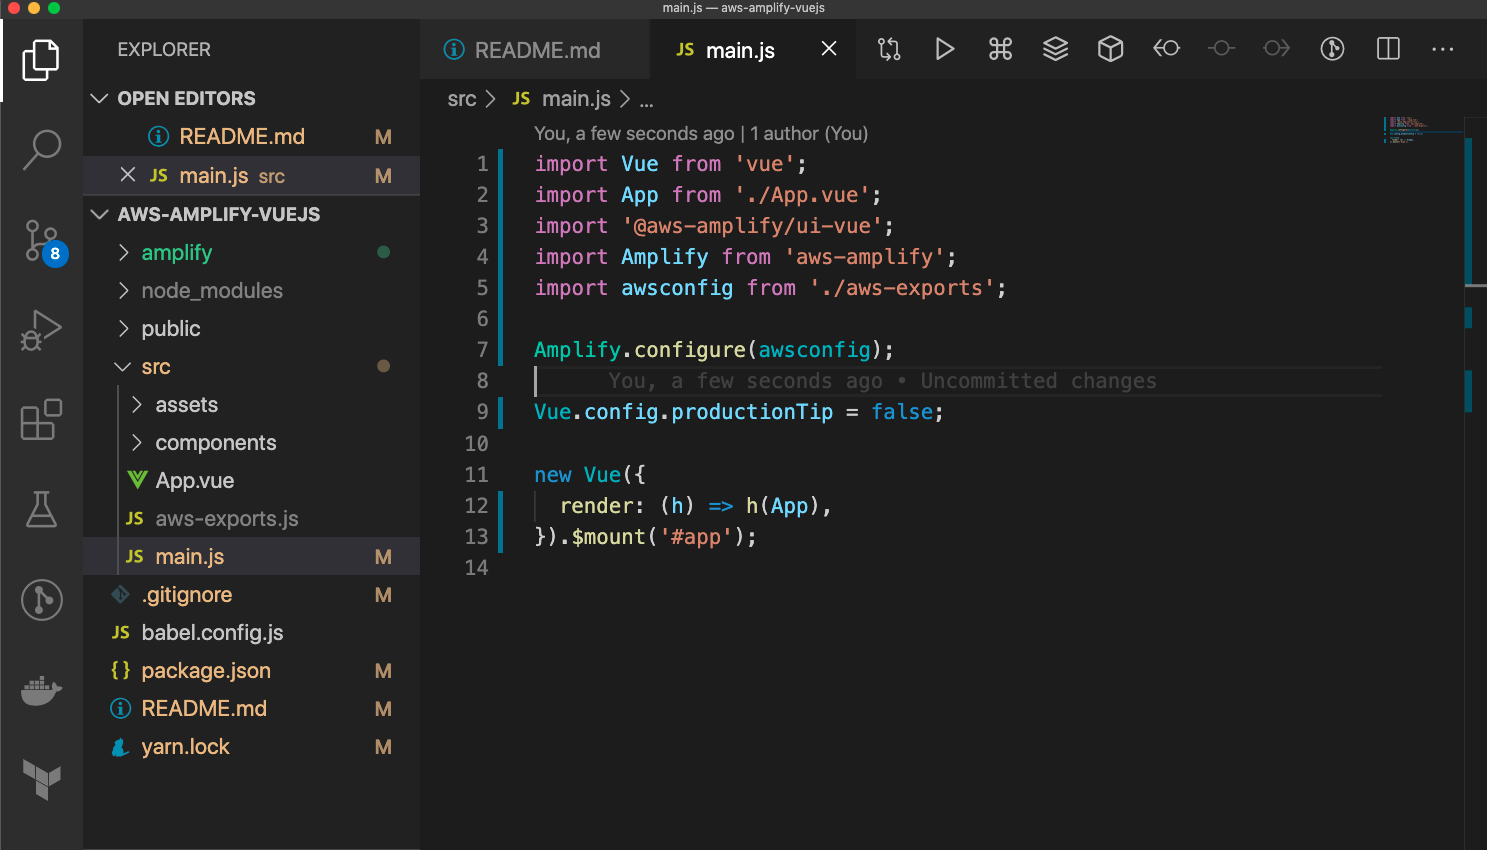 main.js — aws-amplify-vuejs
EXPLORER
OPEN EDITORS
README.md M
JS main.js src M
AWS-AMPLIFY-VUEJS
amplify
node_modules
public
src
assets
components
App.vue
JS aws-exports.js
JS main.js M
.gitignore M
JS babel.config.js
{ } package.json M
README.md M
yarn.lock M
8
README.md
JS main.js
src > JS main.js > ...
You, a few seconds ago | 1 author (You)
1 import Vue from 'vue';
2 import App from './App.vue';
3 import '@aws-amplify/ui-vue';
4 import Amplify from 'aws-amplify';
5 import awsconfig from './aws-exports';
6
7 Amplify.configure(awsconfig);
8 You, a few seconds ago • Uncommitted changes
9 Vue.config.productionTip = false;
10
11 new Vue({
12 render: (h) => h(App),
13 }).$mount('#app');
14